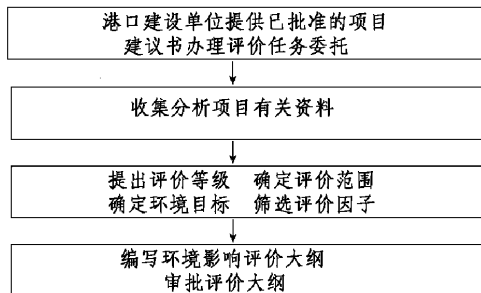 港口建设单位提供已批准的项目
建议书办理评价任务委托
收集分析项目有关资料
提出评价等级 确定评价范围
确定环境目标 筛选评价因子
编写环境影响评价大纲
审批评价大纲